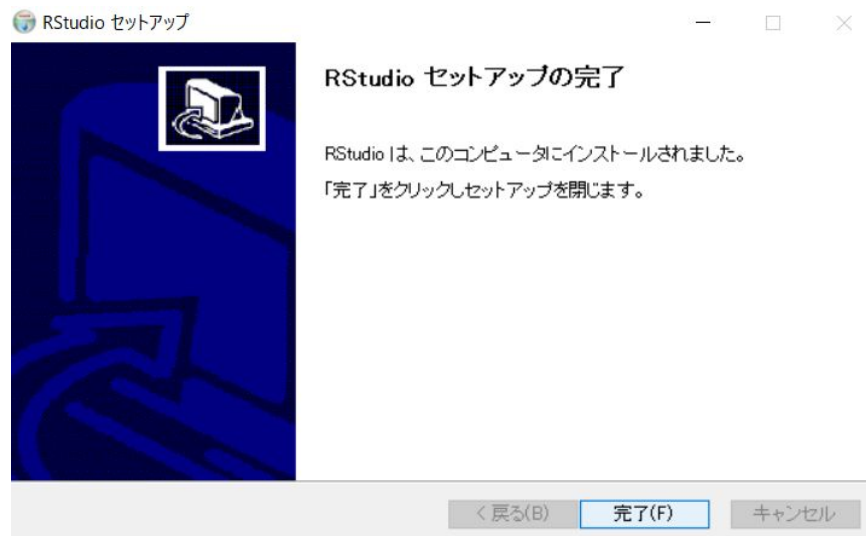 RStudio セットアップ
RStudio セットアップの完了
RStudio は、このコンピュータにインストールされました。
「完了」をクリックしセットアップを閉じます。
< 戻る(B)
完了(F)
キャンセル